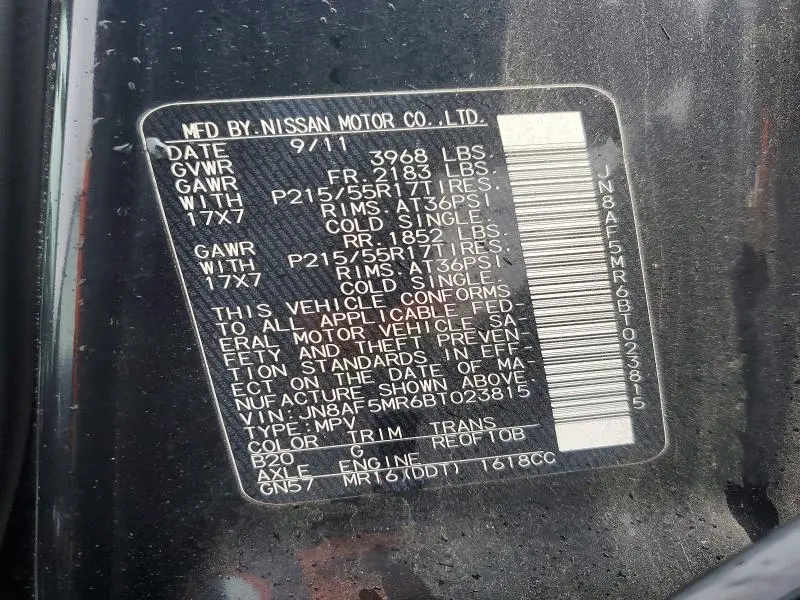 MFD BY.NISSAN MOTOR CO.,LTD.
DATE 9/11
GVWR 3968 LBS.
GAWR FR.2183 LBS.
WITH P215/55R17TIRES.
17X7 RIMS.AT36PSI
COLD SINGLE.
GAWR RR.1852 LBS.
WITH P215/55R17TIRES.
17X7 RIMS.AT36PSI
COLD SINGLE.
THIS VEHICLE CONFORMS
TO ALL APPLICABLE FED-
ERAL MOTOR VEHICLE SA-
FETY AND THEFT PREVEN-
TION STANDARDS IN EFF-
ECT ON THE DATE OF MA-
NUFACTURE SHOWN ABOVE.
VIN:JN8AF5MR6BT023815
TYPE:MPV
COLOR TRIM TRANS
B20 G RE0F10B
AXLE ENGINE
GN57 MR16(DDT) 1618CC
JN8AF5MR6BT023815